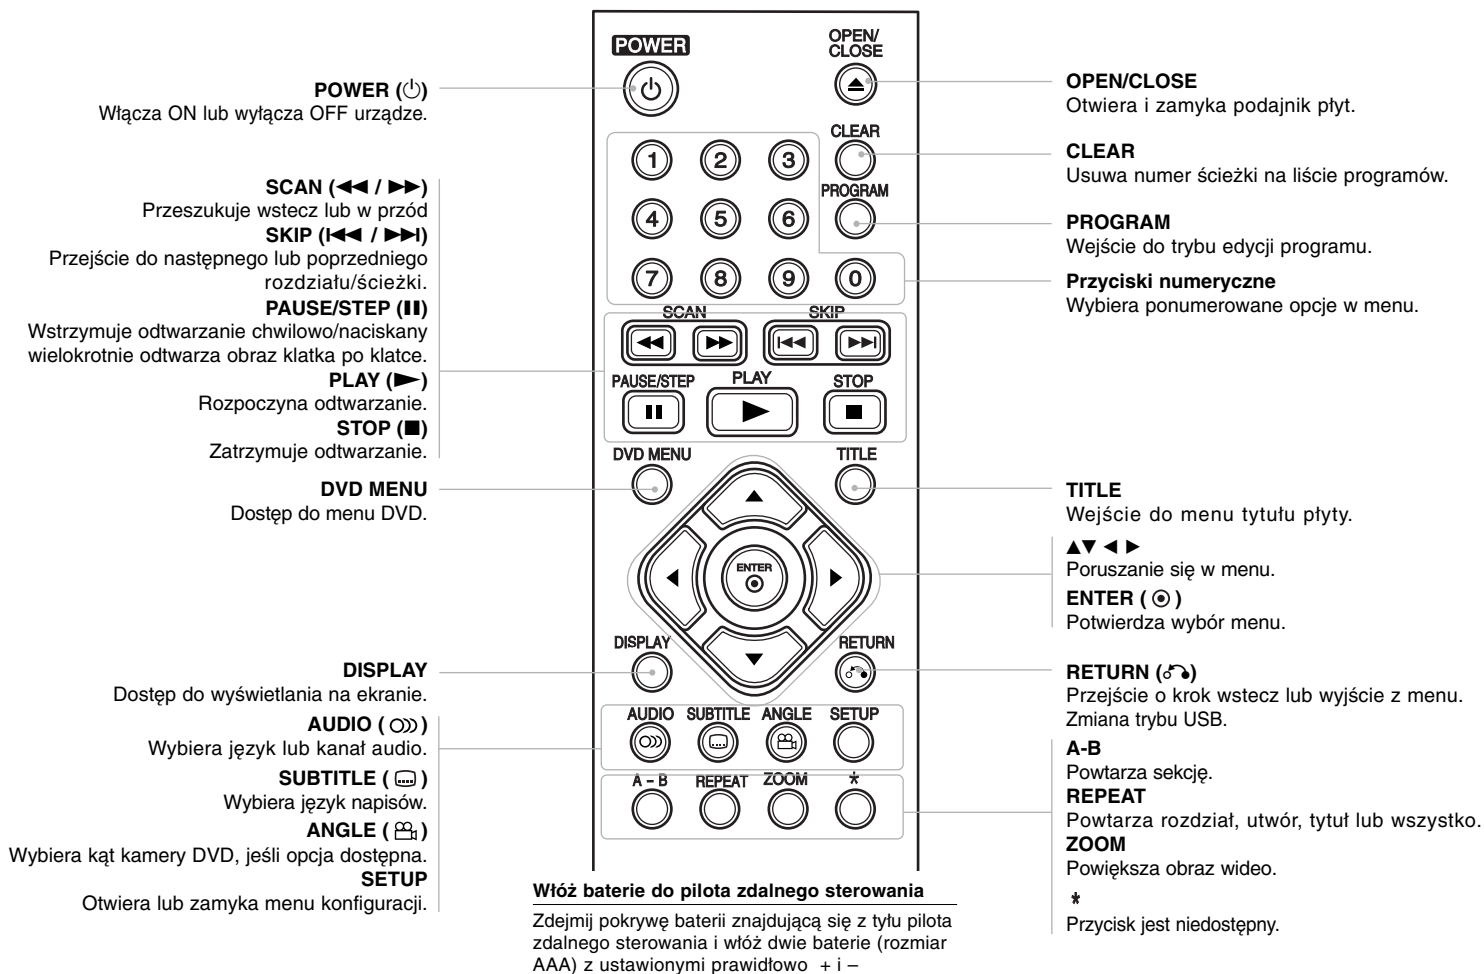 POWER (⏻)
Włącza ON lub wyłącza OFF urządze.
SCAN (◀◀ / ▶▶)
Przeszukuje wstecz lub w przód
SKIP (I◀◀ / ▶▶I)
Przejście do następnego lub poprzedniego
rozdziału/ścieżki.
PAUSE/STEP (II)
Wstrzymuje odtwarzanie chwilowo/naciskany
wielokrotnie odtwarza obraz klatka po klatce.
PLAY (▶)
Rozpoczyna odtwarzanie.
STOP (■)
Zatrzymuje odtwarzanie.
DVD MENU
Dostęp do menu DVD.
DISPLAY
Dostęp do wyświetlania na ekranie.
AUDIO ( )
Wybiera język lub kanał audio.
SUBTITLE ( )
Wybiera język napisów.
ANGLE ( )
Wybiera kąt kamery DVD, jeśli opcja dostępna.
SETUP
Otwiera lub zamyka menu konfiguracji.
POWER
OPEN/
CLOSE
CLEAR
1 2 3
PROGRAM
4 5 6
7 8 9 0
SCAN SKIP
PAUSE/STEP PLAY STOP
DVD MENU TITLE
ENTER
DISPLAY RETURN
AUDIO SUBTITLE ANGLE SETUP
A – B REPEAT ZOOM *
Włóż baterie do pilota zdalnego sterowania
Zdejmij pokrywę baterii znajdującą się z tyłu pilota
zdalnego sterowania i włóż dwie baterie (rozmiar
AAA) z ustawionymi prawidłowo + i –
OPEN/CLOSE
Otwiera i zamyka podajnik płyt.
CLEAR
Usuwa numer ścieżki na liście programów.
PROGRAM
Wejście do trybu edycji programu.
Przyciski numeryczne
Wybiera ponumerowane opcje w menu.
TITLE
Wejście do menu tytułu płyty.
▲▼ ◀ ▶
Poruszanie się w menu.
ENTER ( ◉ )
Potwierdza wybór menu.
RETURN ( )
Przejście o krok wstecz lub wyjście z menu.
Zmiana trybu USB.
A-B
Powtarza sekcję.
REPEAT
Powtarza rozdział, utwór, tytuł lub wszystko.
ZOOM
Powiększa obraz wideo.
*
Przycisk jest niedostępny.